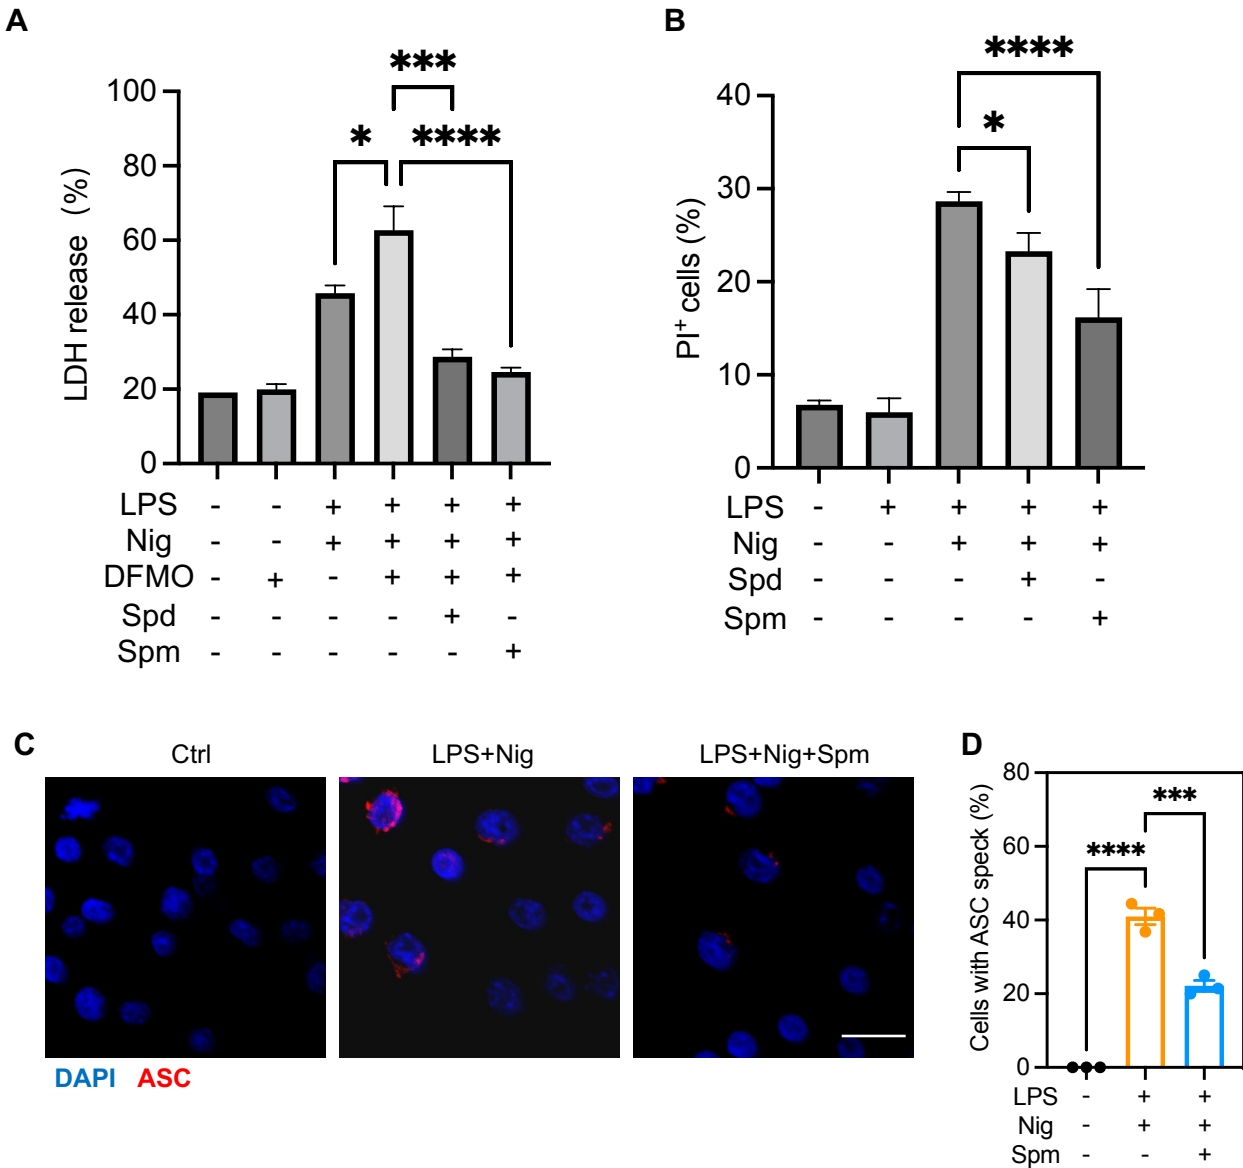 A
B
***
* ****
****
*
LDH release (%)
100
80
60
40
20
0
LPS - - + + + +
Nig - - + + + +
DFMO - + - + + +
Spd - - - - + -
Spm - - - - - +
PI+ cells (%)
40
30
20
10
0
LPS - + + + +
Nig - - + + +
Spd - - - + -
Spm - - - - +
C
Ctrl LPS+Nig LPS+Nig+Spm
DAPI ASC
D
Cells with ASC speck (%)
80
60
40
20
0
***
****
LPS - + +
Nig - + +
Spm - - +